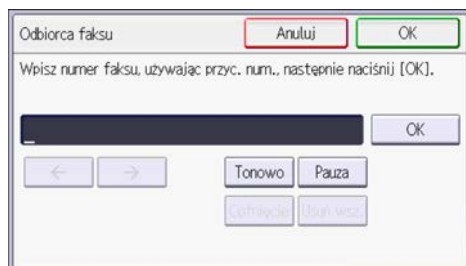 Odbiorca faksu Anuluj OK
Wpisz numer faksu, używając przyc. num., następnie naciśnij [OK].
_ OK
← → Tonowo Pauza
Cofnięcie Usuń wsz.